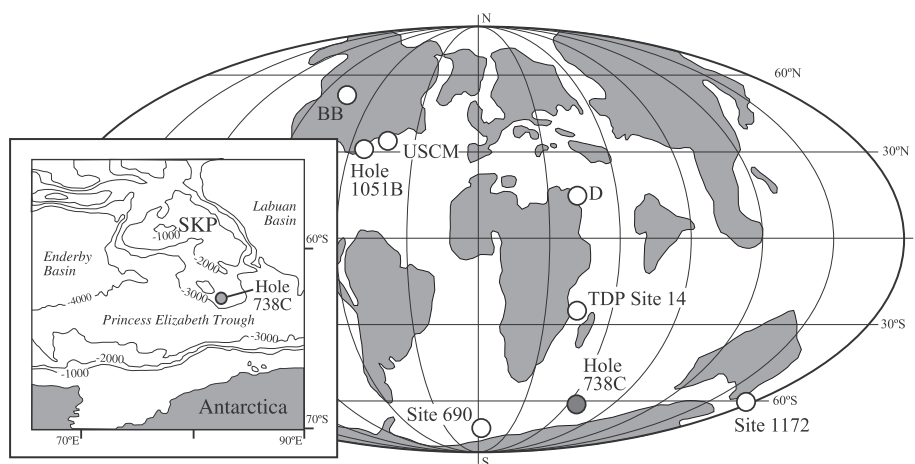 N
60ºN
BB
USCM
30ºN
Hole
1051B
D
Labuan
Basin
SKP
-1000
60ºS
-2000
Enderby
Basin
-3000
Hole
738C
-4000
Princess Elizabeth Trough
-3000
-2000
-1000
Antarctica
70ºS
70ºE
90ºE
TDP Site 14
30ºS
Hole
738C
Site 690
60ºS
Site 1172
S